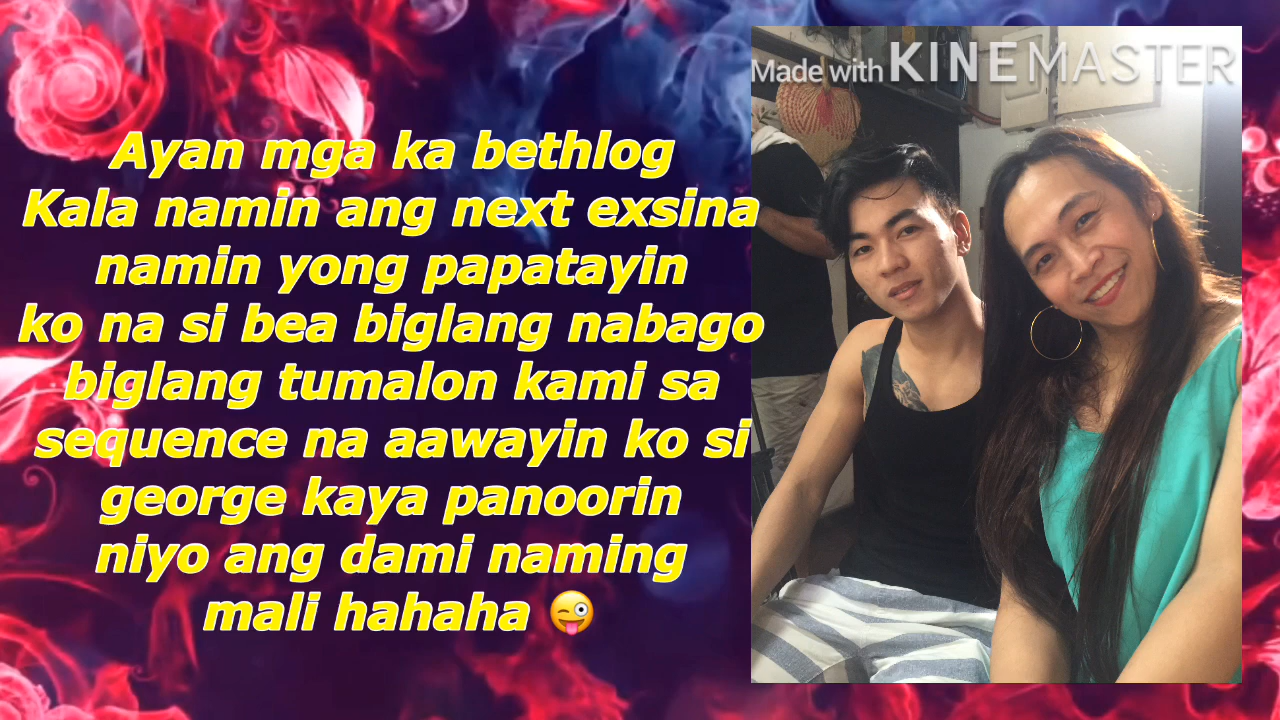 Made with KINEMASTER
Ayan mga ka bethlog
Kala namin ang next exsina
namin yong papatayin
ko na si bea biglang nabago
biglang tumalon kami sa
sequence na aawayin ko si
george kaya panoorin
niyo ang dami naming
mali hahaha 😜